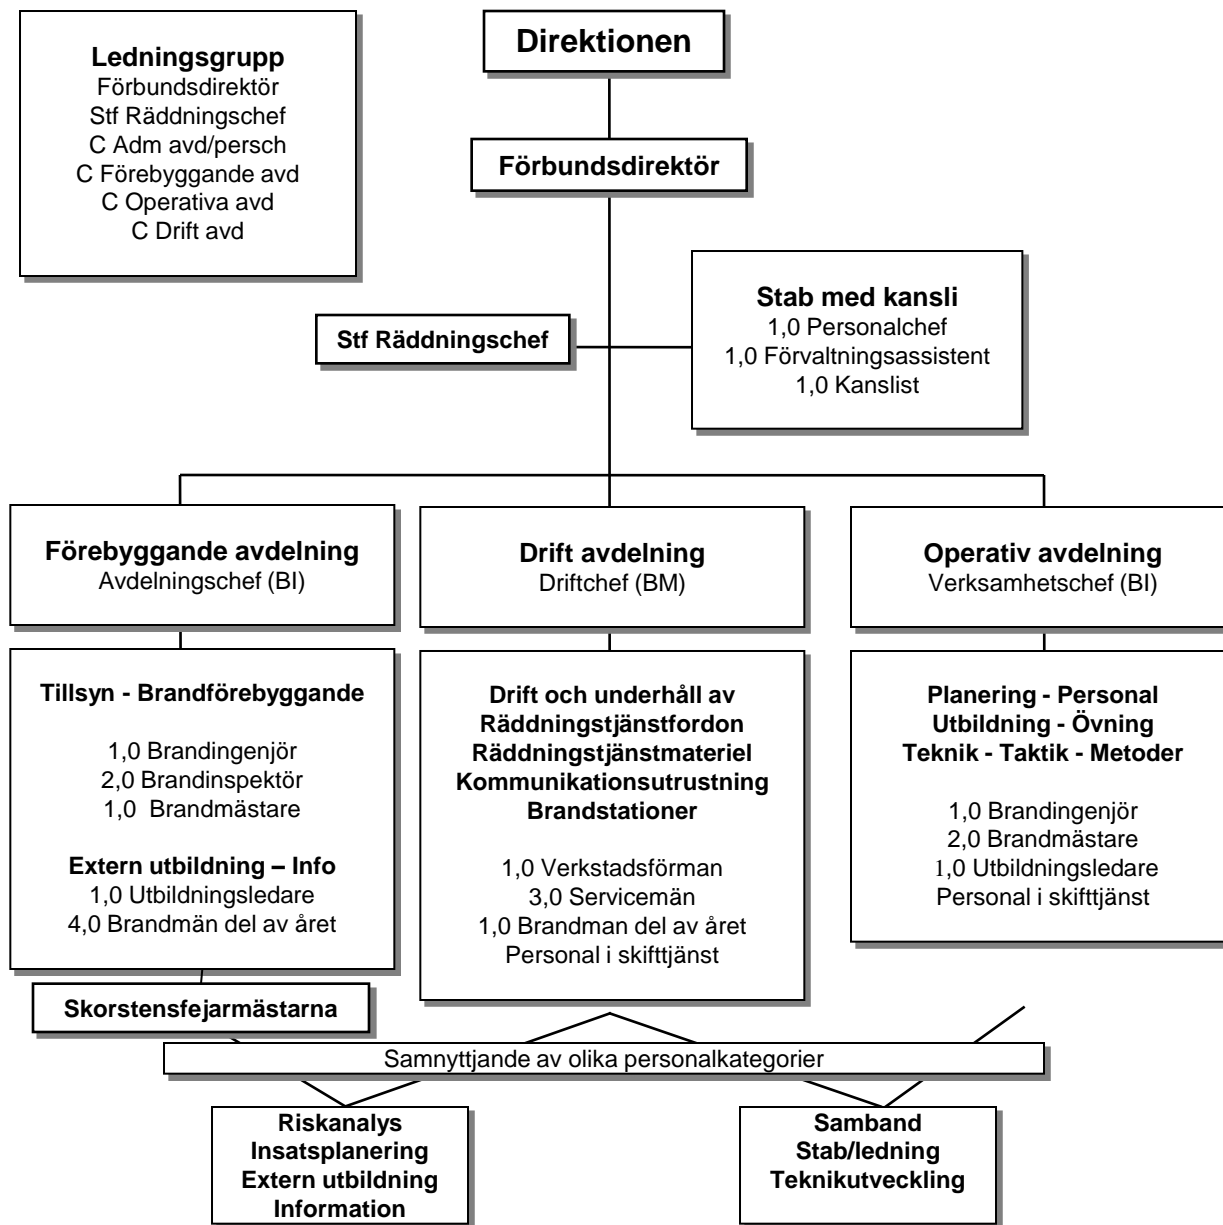 Ledningsgrupp
Förbundsdirektör
Stf Räddningschef
C Adm avd/persch
C Förebyggande avd
C Operativa avd
C Drift avd
Direktionen
Förbundsdirektör
Stf Räddningschef
Stab med kansli
1,0 Personalchef
1,0 Förvaltningsassistent
1,0 Kanslist
Förebyggande avdelning
Avdelningschef (BI)
Drift avdelning
Driftchef (BM)
Operativ avdelning
Verksamhetschef (BI)
Tillsyn - Brandförebyggande
1,0 Brandingenjör
2,0 Brandinspektör
1,0 Brandmästare
Extern utbildning – Info
1,0 Utbildningsledare
4,0 Brandmän del av året
Drift och underhåll av
Räddningstjänstfordon
Räddningstjänstmateriel
Kommunikationsutrustning
Brandstationer
1,0 Verkstadsförman
3,0 Servicemän
1,0 Brandman del av året
Personal i skifttjänst
Planering - Personal
Utbildning - Övning
Teknik - Taktik - Metoder
1,0 Brandingenjör
2,0 Brandmästare
1,0 Utbildningsledare
Personal i skifttjänst
Skorstensfejarmästarna
Samnyttjande av olika personalkategorier
Riskanalys
Insatsplanering
Extern utbildning
Information
Samband
Stab/ledning
Teknikutveckling